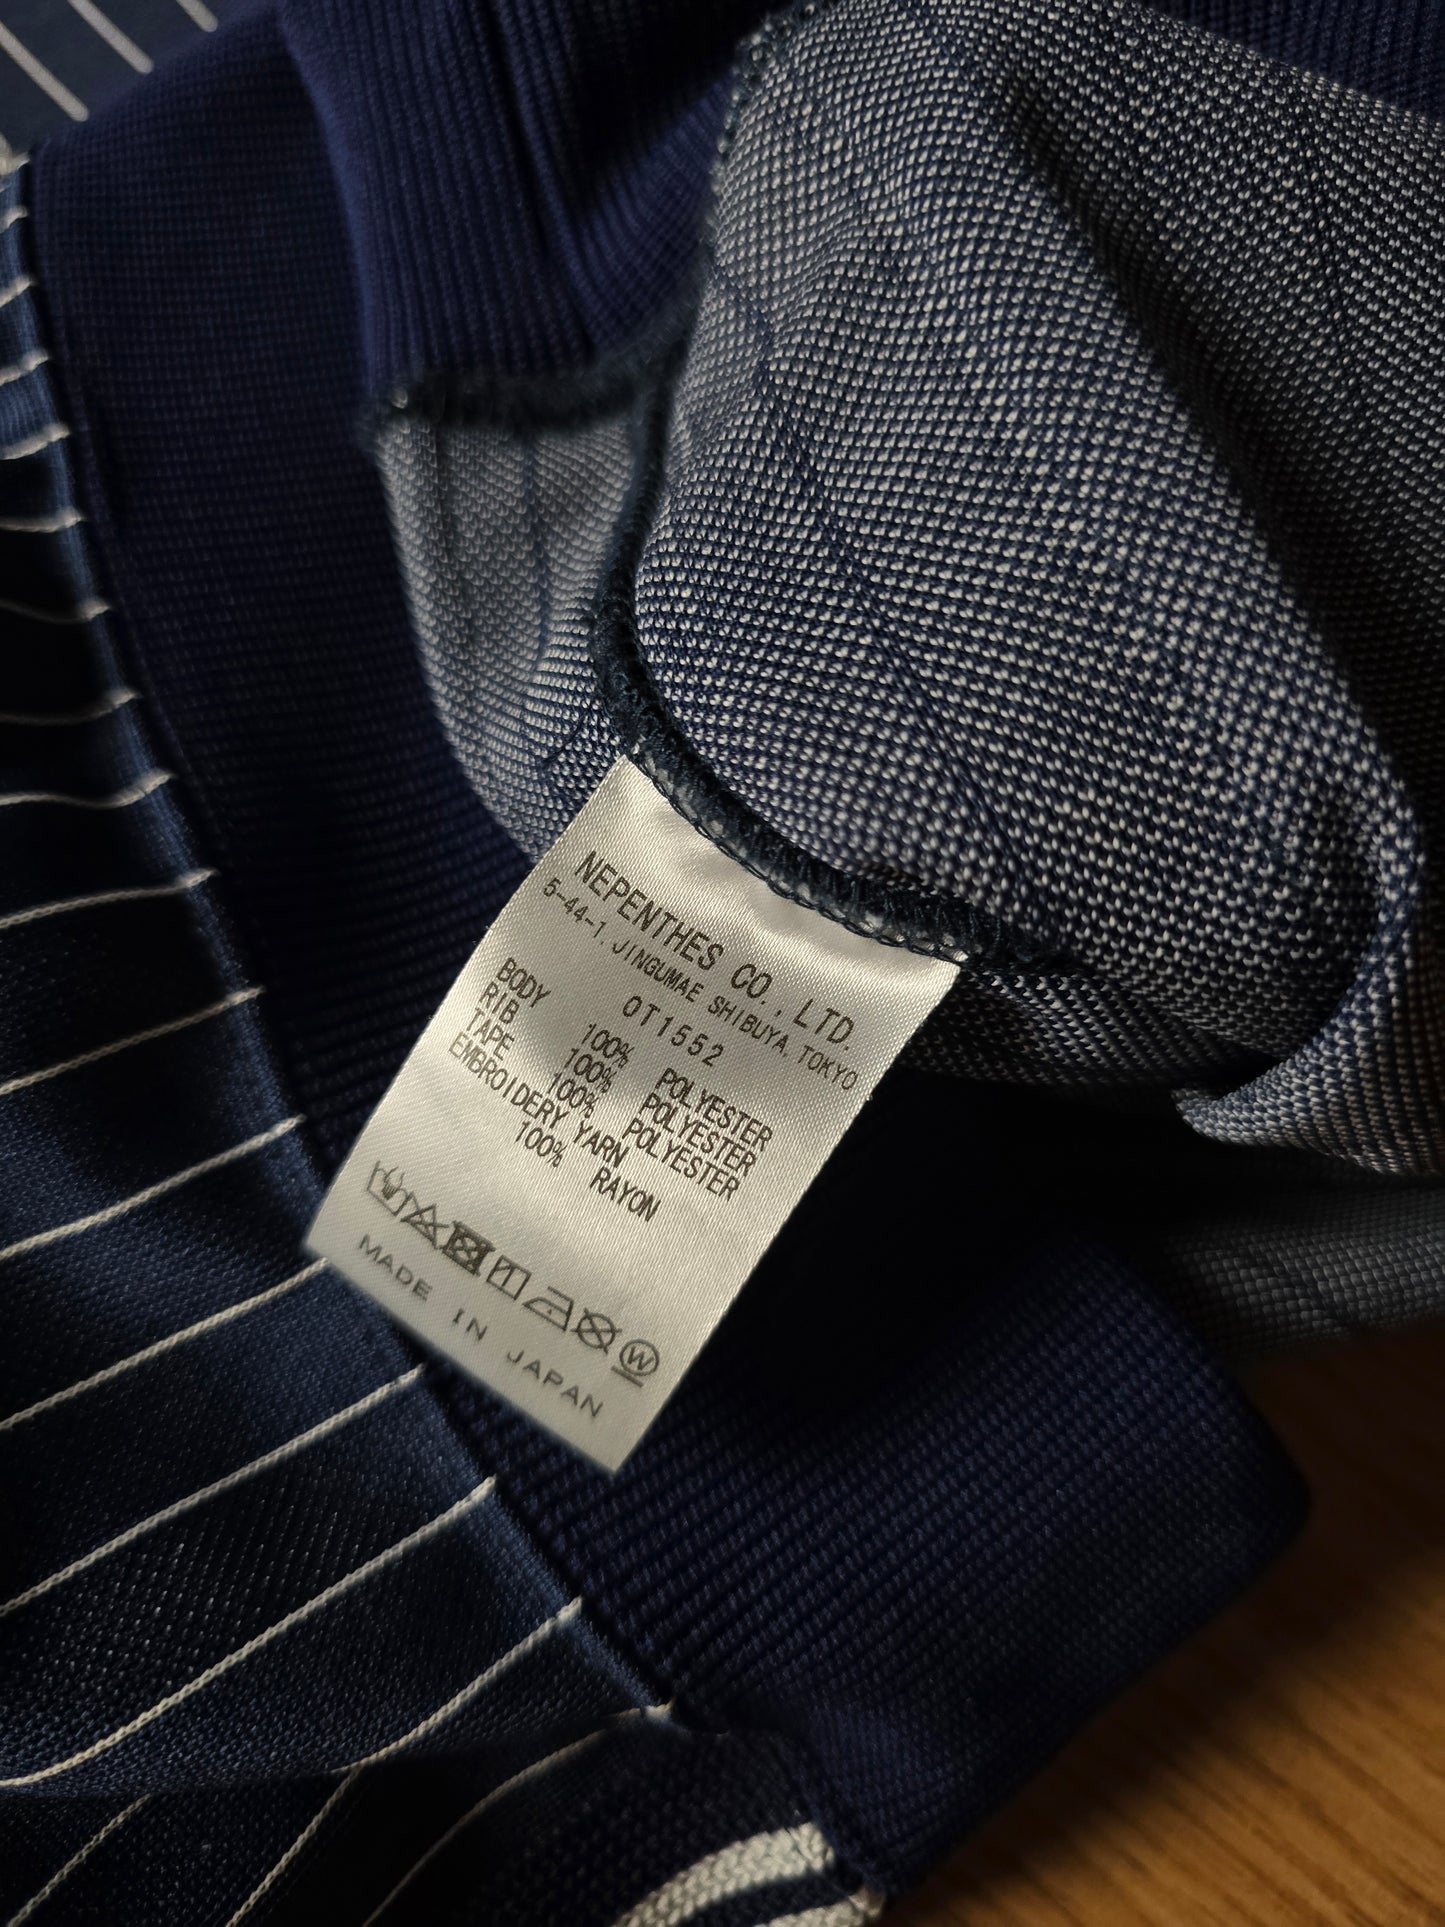 NEPENTHES CO., LTD.
5-44-1, JINGUMAE SHIBUYA, TOKYO
OT1552
BODY 100% POLYESTER
RIB 100% POLYESTER
TAPE 100% POLYESTER
EMBROIDERY YARN
100% RAYON
W
MADE IN JAPAN